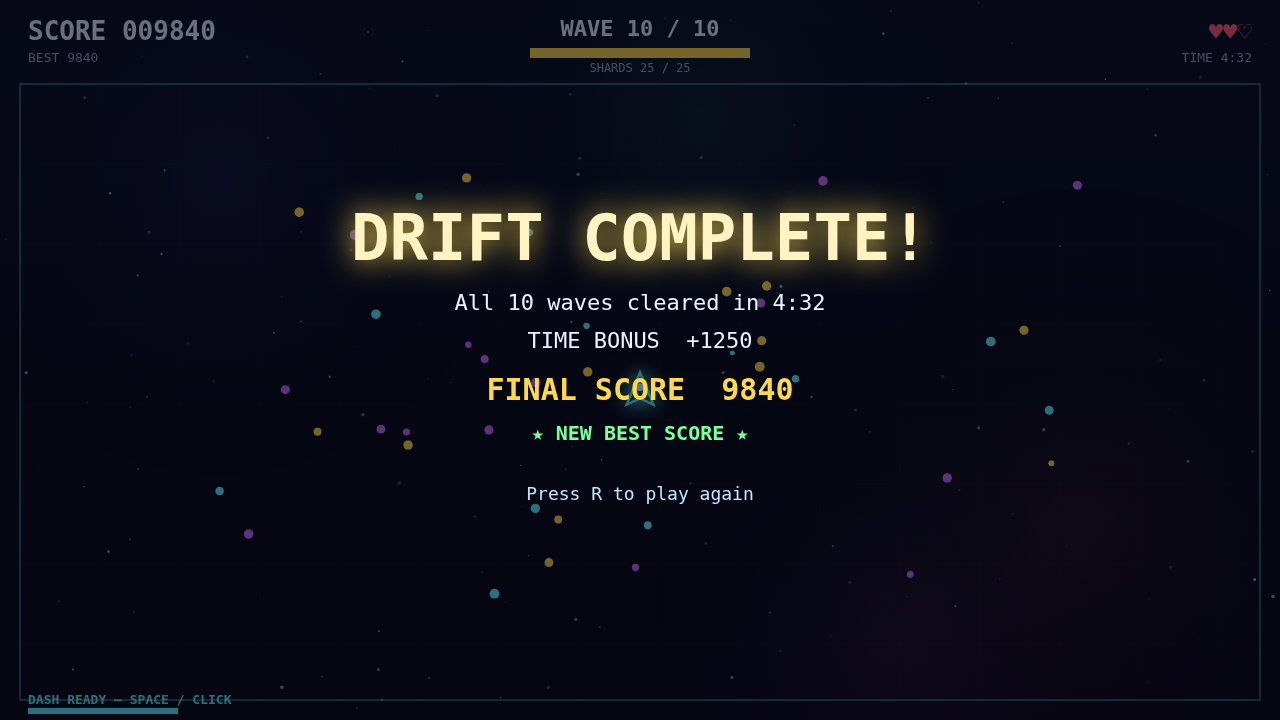 SCORE 009840
BEST 9840
WAVE 10 / 10
SHARDS 25 / 25
♥♥♡
TIME 4:32
DRIFT COMPLETE!
All 10 waves cleared in 4:32
TIME BONUS +1250
FINAL SCORE 9840
★ NEW BEST SCORE ★
Press R to play again
DASH READY — SPACE / CLICK